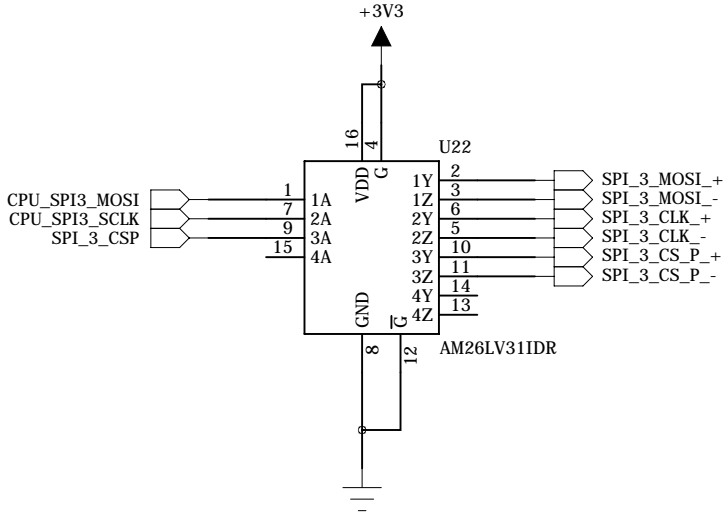 +3V3
16
4
U22
VDD
G
CPU_SPI3_MOSI 1 1A 1Y 2 SPI_3_MOSI_+
1Z 3 SPI_3_MOSI_-
CPU_SPI3_SCLK 7 2A 2Y 6 SPI_3_CLK_+
SPI_3_CSP 9 3A 2Z 5 SPI_3_CLK_-
15 4A 3Y 10 SPI_3_CS_P_+
3Z 11 SPI_3_CS_P_-
4Y 14
4Z 13
GND
G̅
8
12
AM26LV31IDR